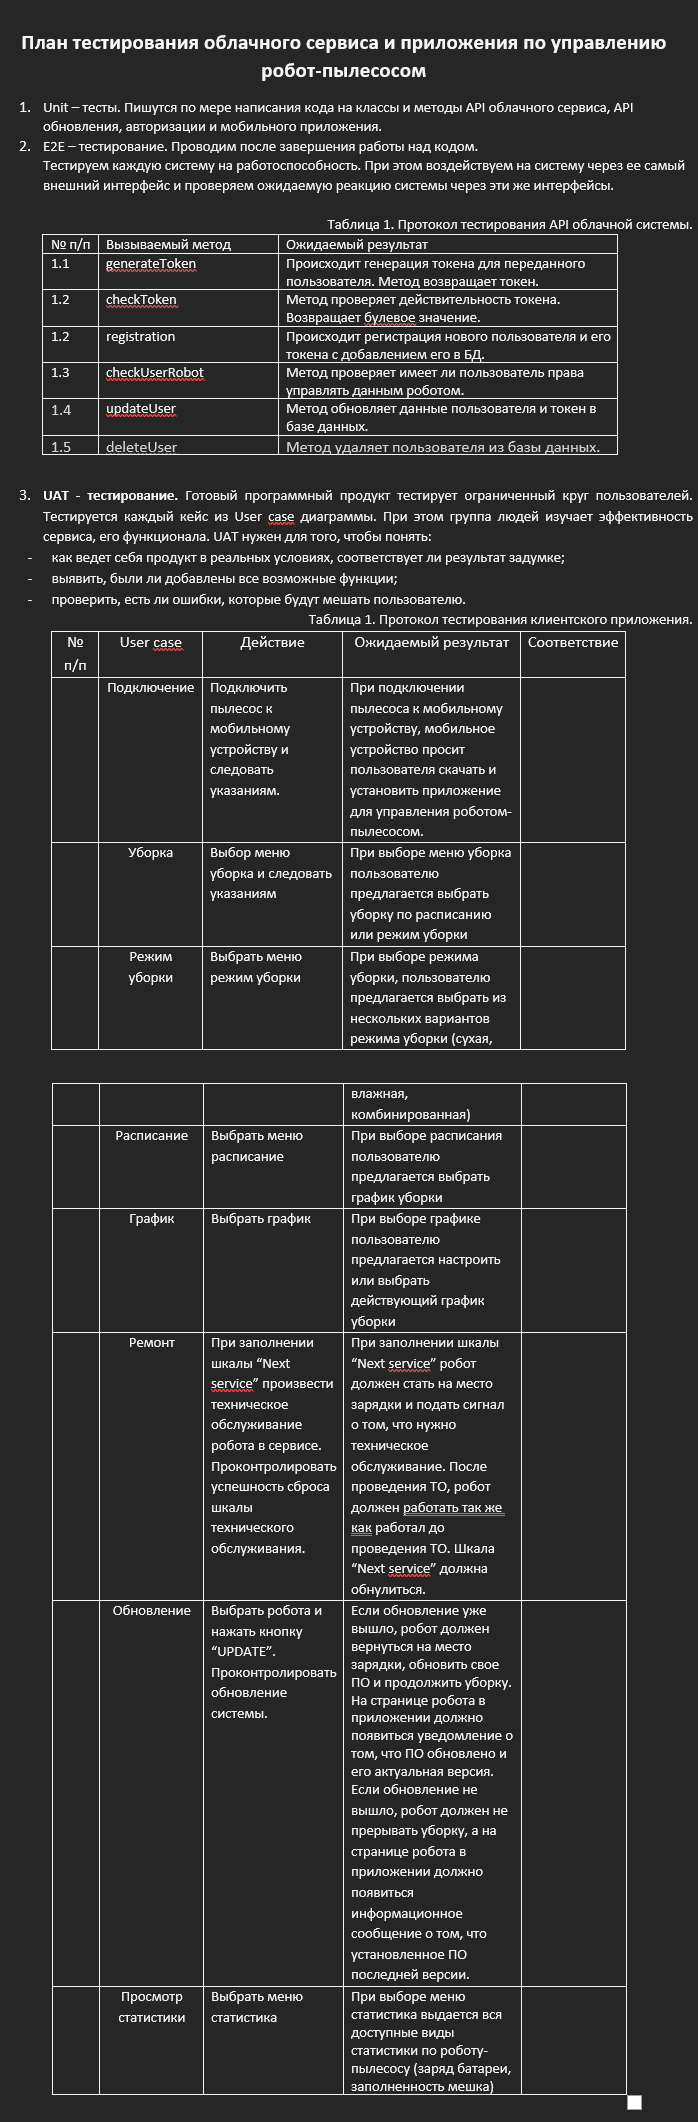 План тестирования облачного сервиса и приложения по управлению
робот-пылесосом
1. Unit – тесты. Пишутся по мере написания кода на классы и методы API облачного сервиса, API
обновления, авторизации и мобильного приложения.
2. E2E – тестирование. Проводим после завершения работы над кодом.
Тестируем каждую систему на работоспособность. При этом воздействуем на систему через ее самый
внешний интерфейс и проверяем ожидаемую реакцию системы через эти же интерфейсы.
Таблица 1. Протокол тестирования API облачной системы.
№ п/п Вызываемый метод Ожидаемый результат
1.1 generateToken Происходит генерация токена для переданного
пользователя. Метод возвращает токен.
1.2 checkToken Метод проверяет действительность токена.
Возвращает булевое значение.
1.2 registration Происходит регистрация нового пользователя и его
токена с добавлением его в БД.
1.3 checkUserRobot Метод проверяет имеет ли пользователь права
управлять данным роботом.
1.4 updateUser Метод обновляет данные пользователя и токен в
базе данных.
1.5 deleteUser Метод удаляет пользователя из базы данных.
3. UAT - тестирование. Готовый программный продукт тестирует ограниченный круг пользователей.
Тестируется каждый кейс из User case диаграммы. При этом группа людей изучает эффективность
сервиса, его функционала. UAT нужен для того, чтобы понять:
- как ведет себя продукт в реальных условиях, соответствует ли результат задумке;
- выявить, были ли добавлены все возможные функции;
- проверить, есть ли ошибки, которые будут мешать пользователю.
Таблица 1. Протокол тестирования клиентского приложения.
№ User case Действие Ожидаемый результат Соответствие
п/п
Подключение Подключить При подключении
пылесос к пылесоса к мобильному
мобильному устройству, мобильное
устройству и устройство просит
следовать пользователя скачать и
указаниям. установить приложение
для управления роботом-
пылесосом.
Уборка Выбор меню При выборе меню уборка
уборка и следовать пользователю
указаниям предлагается выбрать
уборку по расписанию
или режим уборки
Режим Выбрать меню При выборе режима
уборки режим уборки уборки, пользователю
предлагается выбрать из
нескольких вариантов
режима уборки (сухая,
влажная,
комбинированная)
Расписание Выбрать меню При выборе расписания
расписание пользователю
предлагается выбрать
график уборки
График Выбрать график При выборе графике
пользователю
предлагается настроить
или выбрать
действующий график
уборки
Ремонт При заполнении При заполнении шкалы
шкалы “Next “Next service” робот
service” произвести должен стать на место
техническое зарядки и подать сигнал
обслуживание о том, что нужно
робота в сервисе. техническое
Проконтролировать обслуживание. После
успешность сброса проведения ТО, робот
шкалы должен работать так же
технического как работал до
обслуживания. проведения ТО. Шкала
“Next service” должна
обнулиться.
Обновление Выбрать робота и Если обновление уже
нажать кнопку вышло, робот должен
“UPDATE”. вернуться на место
Проконтролировать зарядки, обновить свое
обновление ПО и продолжить уборку.
системы. На странице робота в
приложении должно
появиться уведомление о
том, что ПО обновлено и
его актуальная версия.
Если обновление не
вышло, робот должен не
прерывать уборку, а на
странице робота в
приложении должно
появиться
информационное
сообщение о том, что
установленное ПО
последней версии.
Просмотр Выбрать меню При выборе меню
статистики статистика статистика выдается вся
доступные виды
статистики по роботу-
пылесосу (заряд батареи,
заполненность мешка)